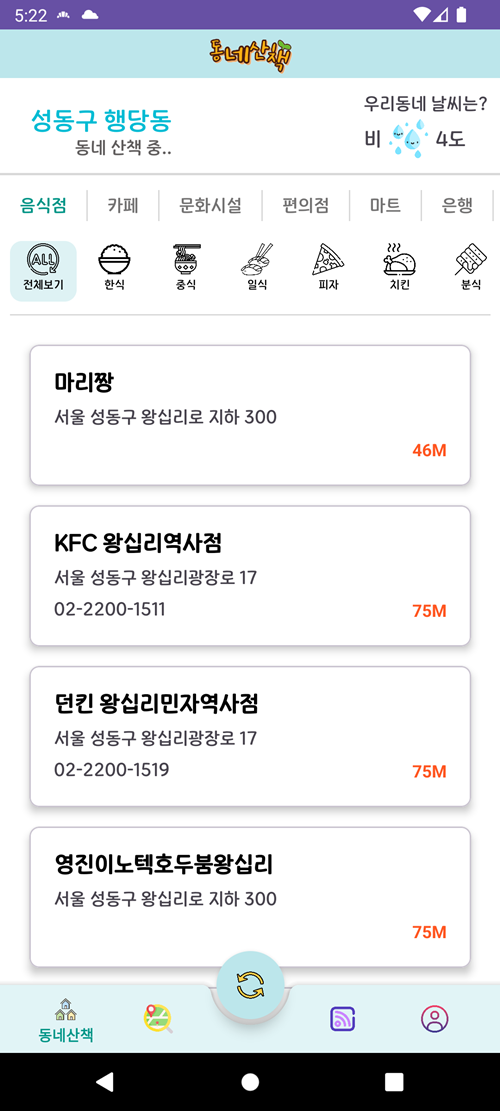 5:22
동네산책
우리동네 날씨는?
성동구 행당동
비 4도
동네 산책 중..
음식점 카페 문화시설 편의점 마트 은행
ALL
전체보기 한식 중식 일식 피자 치킨 분식
마리짱
서울 성동구 왕십리로 지하 300
46M
KFC 왕십리역사점
서울 성동구 왕십리광장로 17
02-2200-1511
75M
던킨 왕십리민자역사점
서울 성동구 왕십리광장로 17
02-2200-1519
75M
영진이노텍호두붐왕십리
서울 성동구 왕십리로 지하 300
75M
동네산책